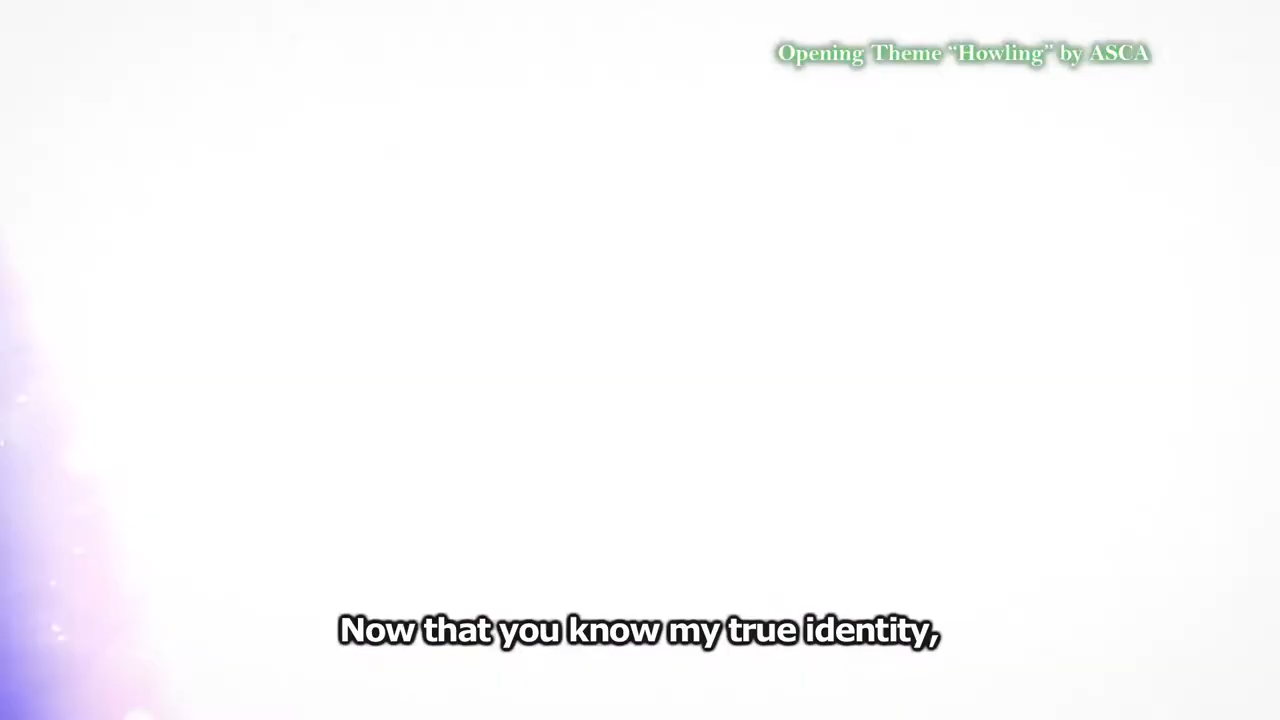 Opening Theme “Howling” by ASCA
Now that you know my true identity,